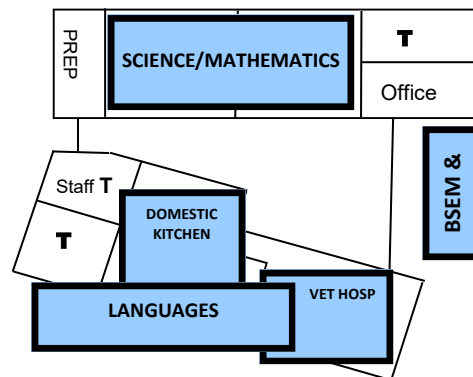 PREP
SCIENCE/MATHEMATICS
T
Office
BSEM &
Staff T
T
DOMESTIC
KITCHEN
VET HOSP
LANGUAGES